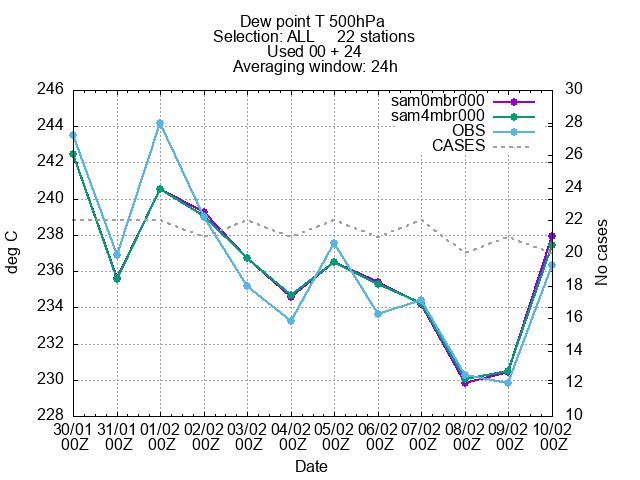 Dew point T 500hPa
Selection: ALL 22 stations
Used 00 + 24
Averaging window: 24h
sam0mbr000
sam4mbr000
OBS
CASES
246
244
242
240
238
236
234
232
230
228
deg C
30
28
26
24
22
20
18
16
14
12
10
No cases
30/01 31/01 01/02 02/02 03/02 04/02 05/02 06/02 07/02 08/02 09/02 10/02
00Z 00Z 00Z 00Z 00Z 00Z 00Z 00Z 00Z 00Z 00Z 00Z
Date